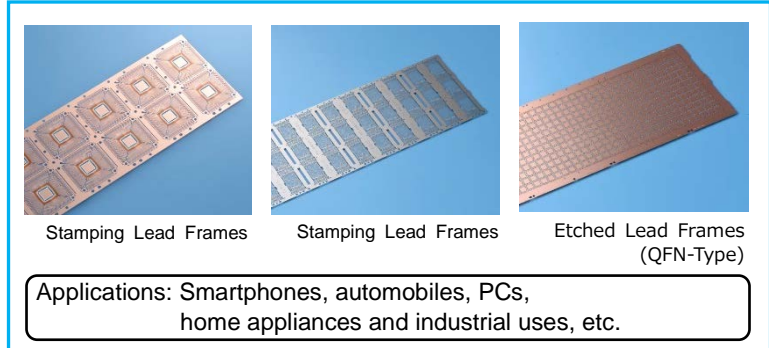 Stamping Lead Frames
Stamping Lead Frames
Etched Lead Frames
(QFN-Type)
Applications: Smartphones, automobiles, PCs,
home appliances and industrial uses, etc.